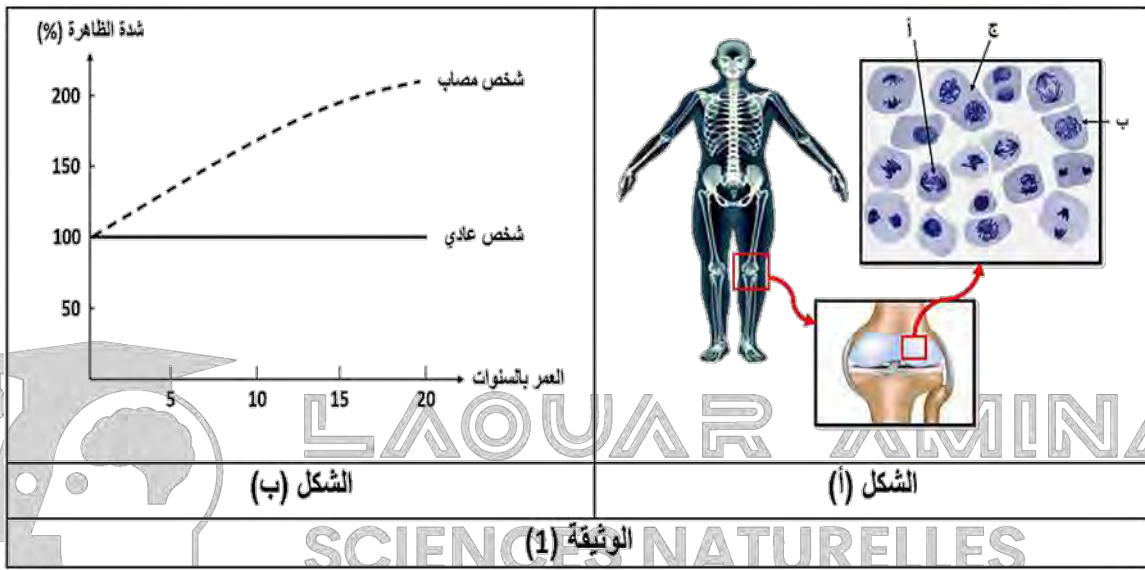 أ
ج
ب
شدة الظاهرة (%)
200
150
100
50
شخص مصاب
شخص عادي
5
10
15
20
العمر بالسنوات
LAOUAR AMINA
الشكل (أ)
الشكل (ب)
الوثيقة (1)
SCIENCES NATURELLES